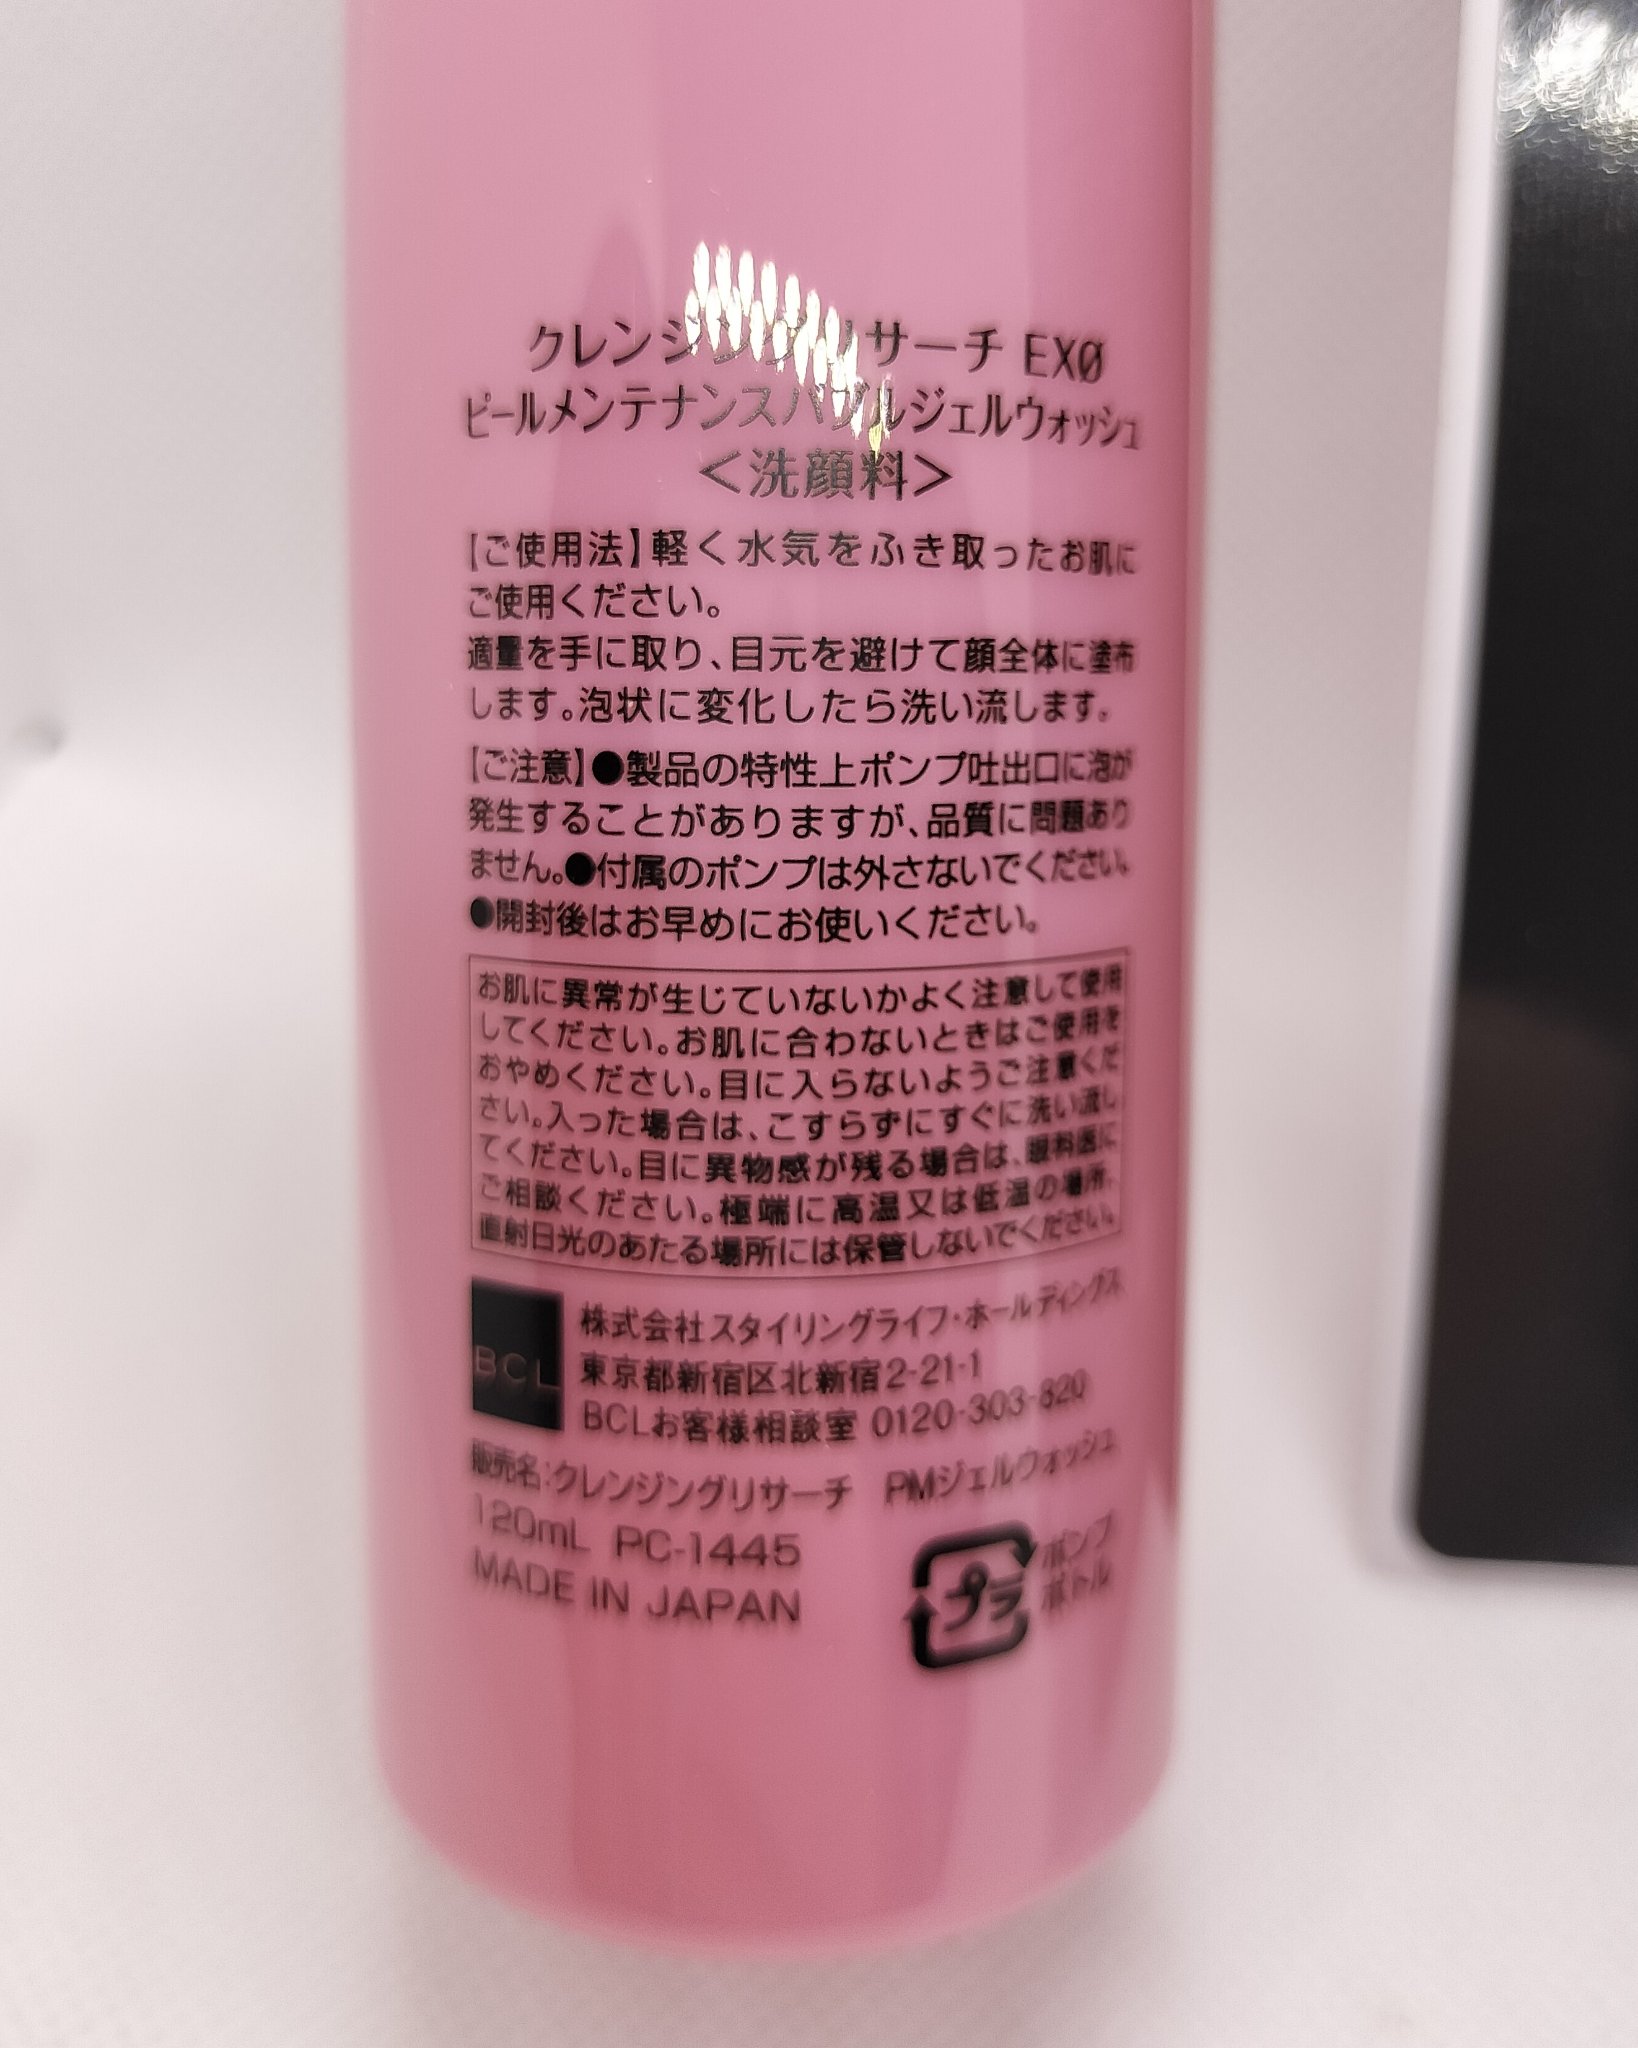 クレンジングリサーチ EXØ
ピールメンテナンスバブルジェルウォッシュ
<洗顔料>
【ご使用法】軽く水気をふき取ったお肌に
ご使用ください。
適量を手に取り、目元を避けて顔全体に塗布
します。泡状に変化したら洗い流します。
【ご注意】●製品の特性上ポンプ吐出口に泡が
発生することがありますが、品質に問題あり
ません。●付属のポンプは外さないでください。
●開封後はお早めにお使いください。
お肌に異常が生じていないかよく注意して使用
してください。お肌に合わないときはご使用を
おやめください。目に入らないようご注意くだ
さい。入った場合は、こすらずにすぐに洗い流し
てください。目に異物感が残る場合は、眼科医に
ご相談ください。極端に高温又は低温の場所、
直射日光のあたる場所には保管しないでください。
BCL
株式会社スタイリングライフ・ホールディングス
東京都新宿区北新宿2-21-1
BCLお客様相談室 0120-303-820
販売名:クレンジングリサーチ PMジェルウォッシュ
120mL PC-1445
MADE IN JAPAN
プラ
ポンプ
ボトル